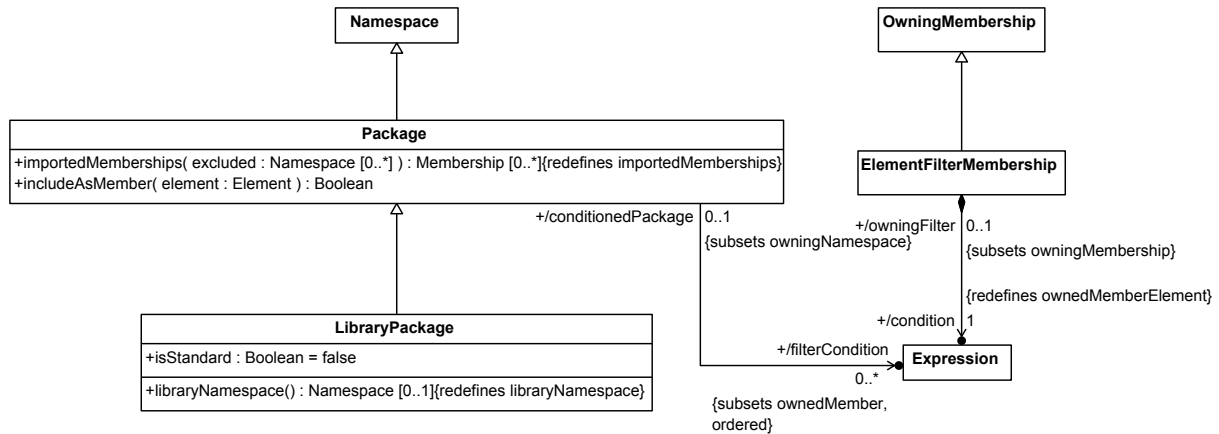 Namespace
OwningMembership
Package
+importedMemberships( excluded : Namespace [0..*] ) : Membership [0..*]{redefines importedMemberships}
+includeAsMember( element : Element ) : Boolean
ElementFilterMembership
+/conditionedPackage
0..1
{subsets owningNamespace}
+/owningFilter
0..1
{subsets owningMembership}
{redefines ownedMemberElement}
+/condition
1
LibraryPackage
+isStandard : Boolean = false
+libraryNamespace() : Namespace [0..1]{redefines libraryNamespace}
+/filterCondition
0..*
{subsets ownedMember,
ordered}
Expression